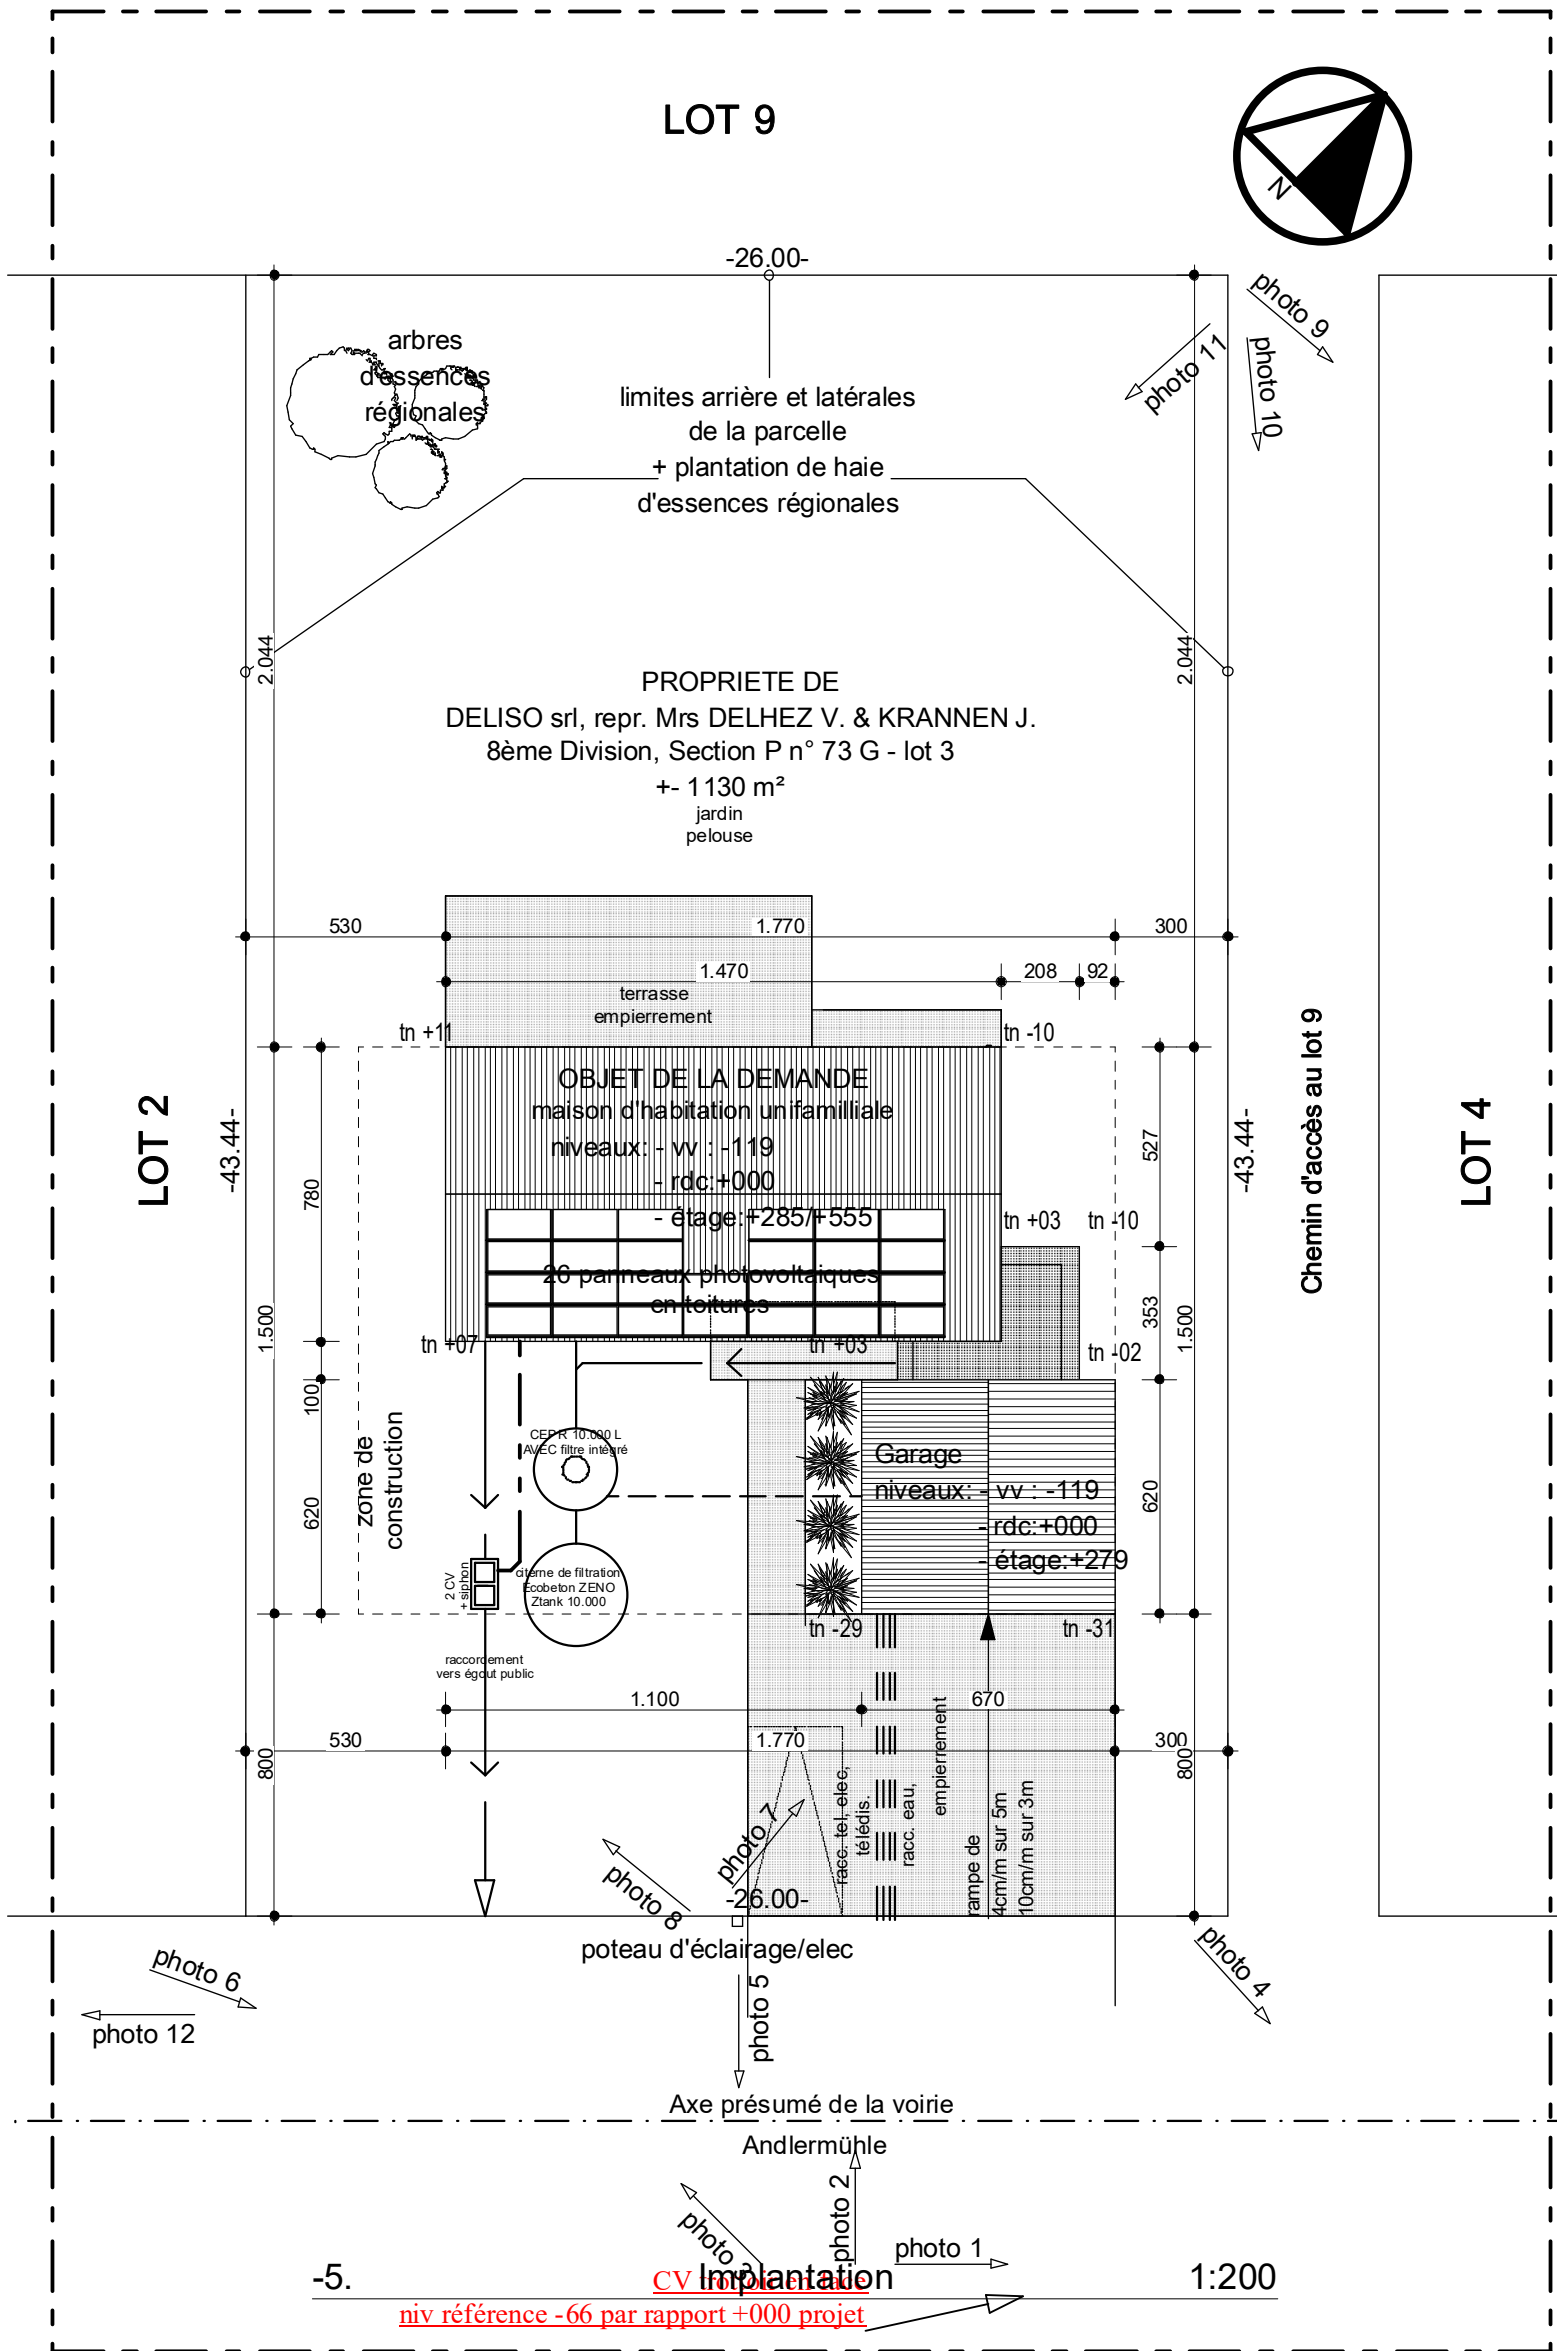 LOT 9
N
-26.00-
photo 9
photo 11
photo 10
arbres
d'essences
régionales
limites arrière et latérales
de la parcelle
+ plantation de haie
d'essences régionales
2.044
2.044
PROPRIETE DE
DELISO srl, repr. Mrs DELHEZ V. & KRANNEN J.
8ème Division, Section P n° 73 G - lot 3
+- 1130 m²
jardin
pelouse
530
1.770
300
1.470
208
92
terrasse
empierrement
tn +11
tn -10
LOT 2
-43.44-
OBJET DE LA DEMANDE
maison d'habitation unifamilliale
niveaux: - vv : -119
- rdc:+000
- étage:+285/+555
26 panneaux photovoltaiques
en toitures
780
527
-43.44-
Chemin d'accès au lot 9
LOT 4
tn +03
tn -10
1.500
353
1.500
tn +07
tn +03
tn -02
100
zone de
construction
CEP R 10.000 L
AVEC filtre intégré
Garage
niveaux: - vv : -119
- rdc:+000
- étage:+279
620
620
2 CV
+ siphon
citerne de filtration
Ecobeton ZENO
Ztank 10.000
tn -29
tn -31
raccordement
vers égout public
1.100
670
530
1.770
300
800
800
racc. tel, elec,
télédis.
racc. eau,
empierrement
rampe de
4cm/m sur 5m
10cm/m sur 3m
photo 7
photo 8
-26.00-
poteau d'éclairage/elec
photo 6
photo 12
photo 5
photo 4
Axe présumé de la voirie
Andlermühle
photo 3
photo 2
photo 1
-5.
Implantation
1:200
CV trottoir en face
niv référence -66 par rapport +000 projet